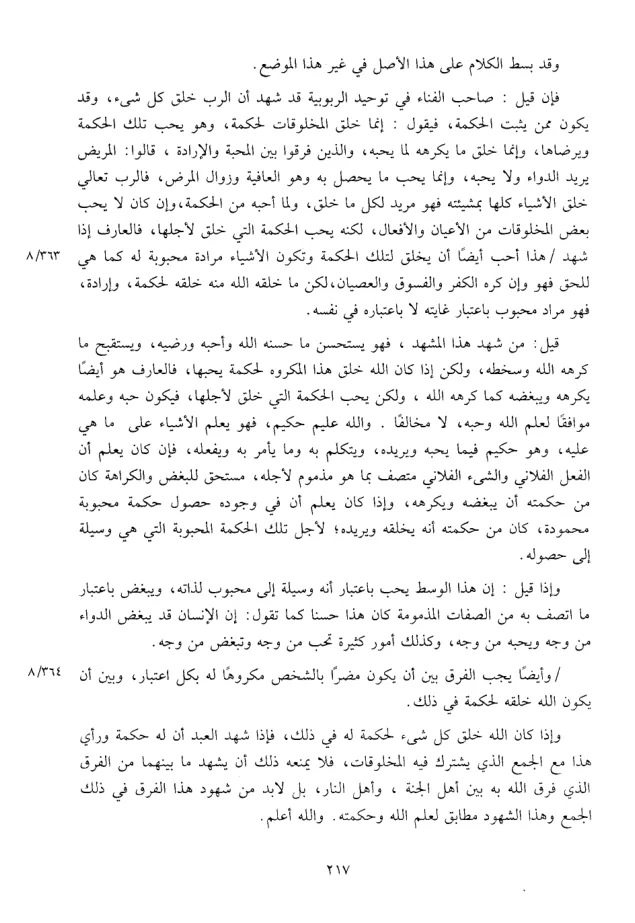 وقد بسط الكلام على هذا الأصل في غير هذا الموضع.
فإن قيل : صاحب الفناء في توحيد الربوبية قد شهد أن الرب خلق كل شىء، وقد
يكون ممن يثبت الحكمة، فيقول : إنما خلق المخلوقات لحكمة، وهو يحب تلك الحكمة
ويرضاها، وإنما خلق ما يكرهه لما يحبه، والذين فرقوا بين المحبة والإرادة ، قالوا: المريض
يريد الدواء ولا يحبه، وإنما يحب ما يحصل به وهو العافية وزوال المرض، فالرب تعالي
خلق الأشياء كلها بمشيئته فهو مريد لكل ما خلق، ولما أحبه من الحكمة،وإن كان لا يحب
بعض المخلوقات من الأعيان والأفعال، لكنه يحب الحكمة التي خلق لأجلها، فالعارف إذا
شهد / هذا أحب أيضًا أن يخلق لتلك الحكمة وتكون الأشياء مرادة محبوبة له كما هي
٨/٣٦٣
للحق فهو وإن كره الكفر والفسوق والعصيان،لكن ما خلقه الله منه خلقه لحكمة، وإرادة،
فهو مراد محبوب باعتبار غايته لا باعتباره في نفسه.
قيل: من شهد هذا المشهد ، فهو يستحسن ما حسنه الله وأحبه ورضيه، ويستقبح ما
كرهه الله وسخطه، ولكن إذا كان الله خلق هذا المكروه لحكمة يحبها، فالعارف هو أيضًا
يكرهه ويبغضه كما كرهه الله ، ولكن يحب الحكمة التي خلق لأجلها، فيكون حبه وعلمه
موافقًا لعلم الله وحبه، لا مخالفًا . والله عليم حكيم، فهو يعلم الأشياء على ما هي
عليه، وهو حكيم فيما يحبه ويريده، ويتكلم به وما يأمر به ويفعله، فإن كان يعلم أن
الفعل الفلاني والشىء الفلاني متصف بما هو مذموم لأجله، مستحق للبغض والكراهة كان
من حكمته أن يبغضه ويكرهه، وإذا كان يعلم أن في وجوده حصول حكمة محبوبة
محمودة، كان من حكمته أنه يخلقه ويريده؛ لأجل تلك الحكمة المحبوبة التي هي وسيلة
إلى حصوله.
وإذا قيل : إن هذا الوسط يحب باعتبار أنه وسيلة إلى محبوب لذاته، ويبغض باعتبار
ما اتصف به من الصفات المذمومة كان هذا حسنا كما تقول: إن الإنسان قد يبغض الدواء
من وجه ويحبه من وجه، وكذلك أمور كثيرة تحب من وجه وتبغض من وجه.
/ وأيضًا يجب الفرق بين أن يكون مضرًا بالشخص مكروهًا له بكل اعتبار، وبين أن
٨/٣٦٤
يكون الله خلقه لحكمة في ذلك.
وإذا كان الله خلق كل شىء لحكمة له في ذلك، فإذا شهد العبد أن له حكمة ورأي
هذا مع الجمع الذي يشترك فيه المخلوقات، فلا يمنعه ذلك أن يشهد ما بينهما من الفرق
الذي فرق الله به بين أهل الجنة ، وأهل النار، بل لابد من شهود هذا الفرق في ذلك
الجمع وهذا الشهود مطابق لعلم الله وحكمته. والله أعلم.
٢١٧